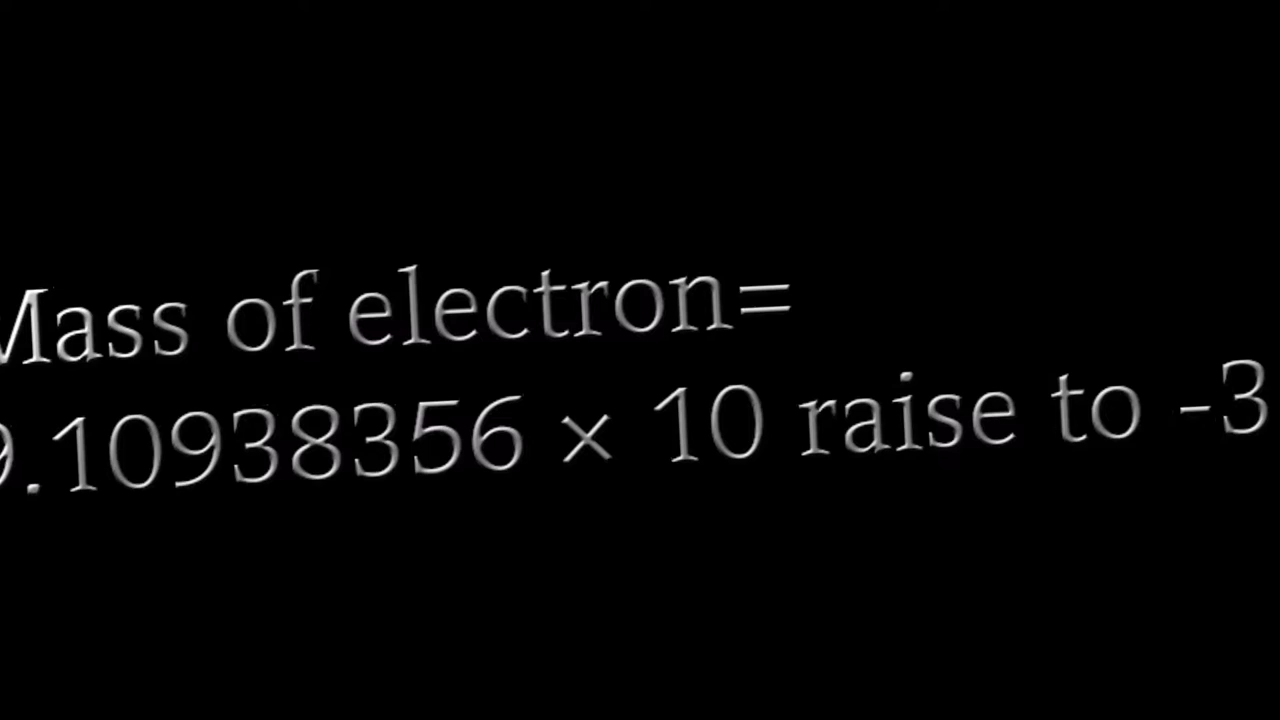 Mass of electron=
9.10938356 × 10 raise to -3